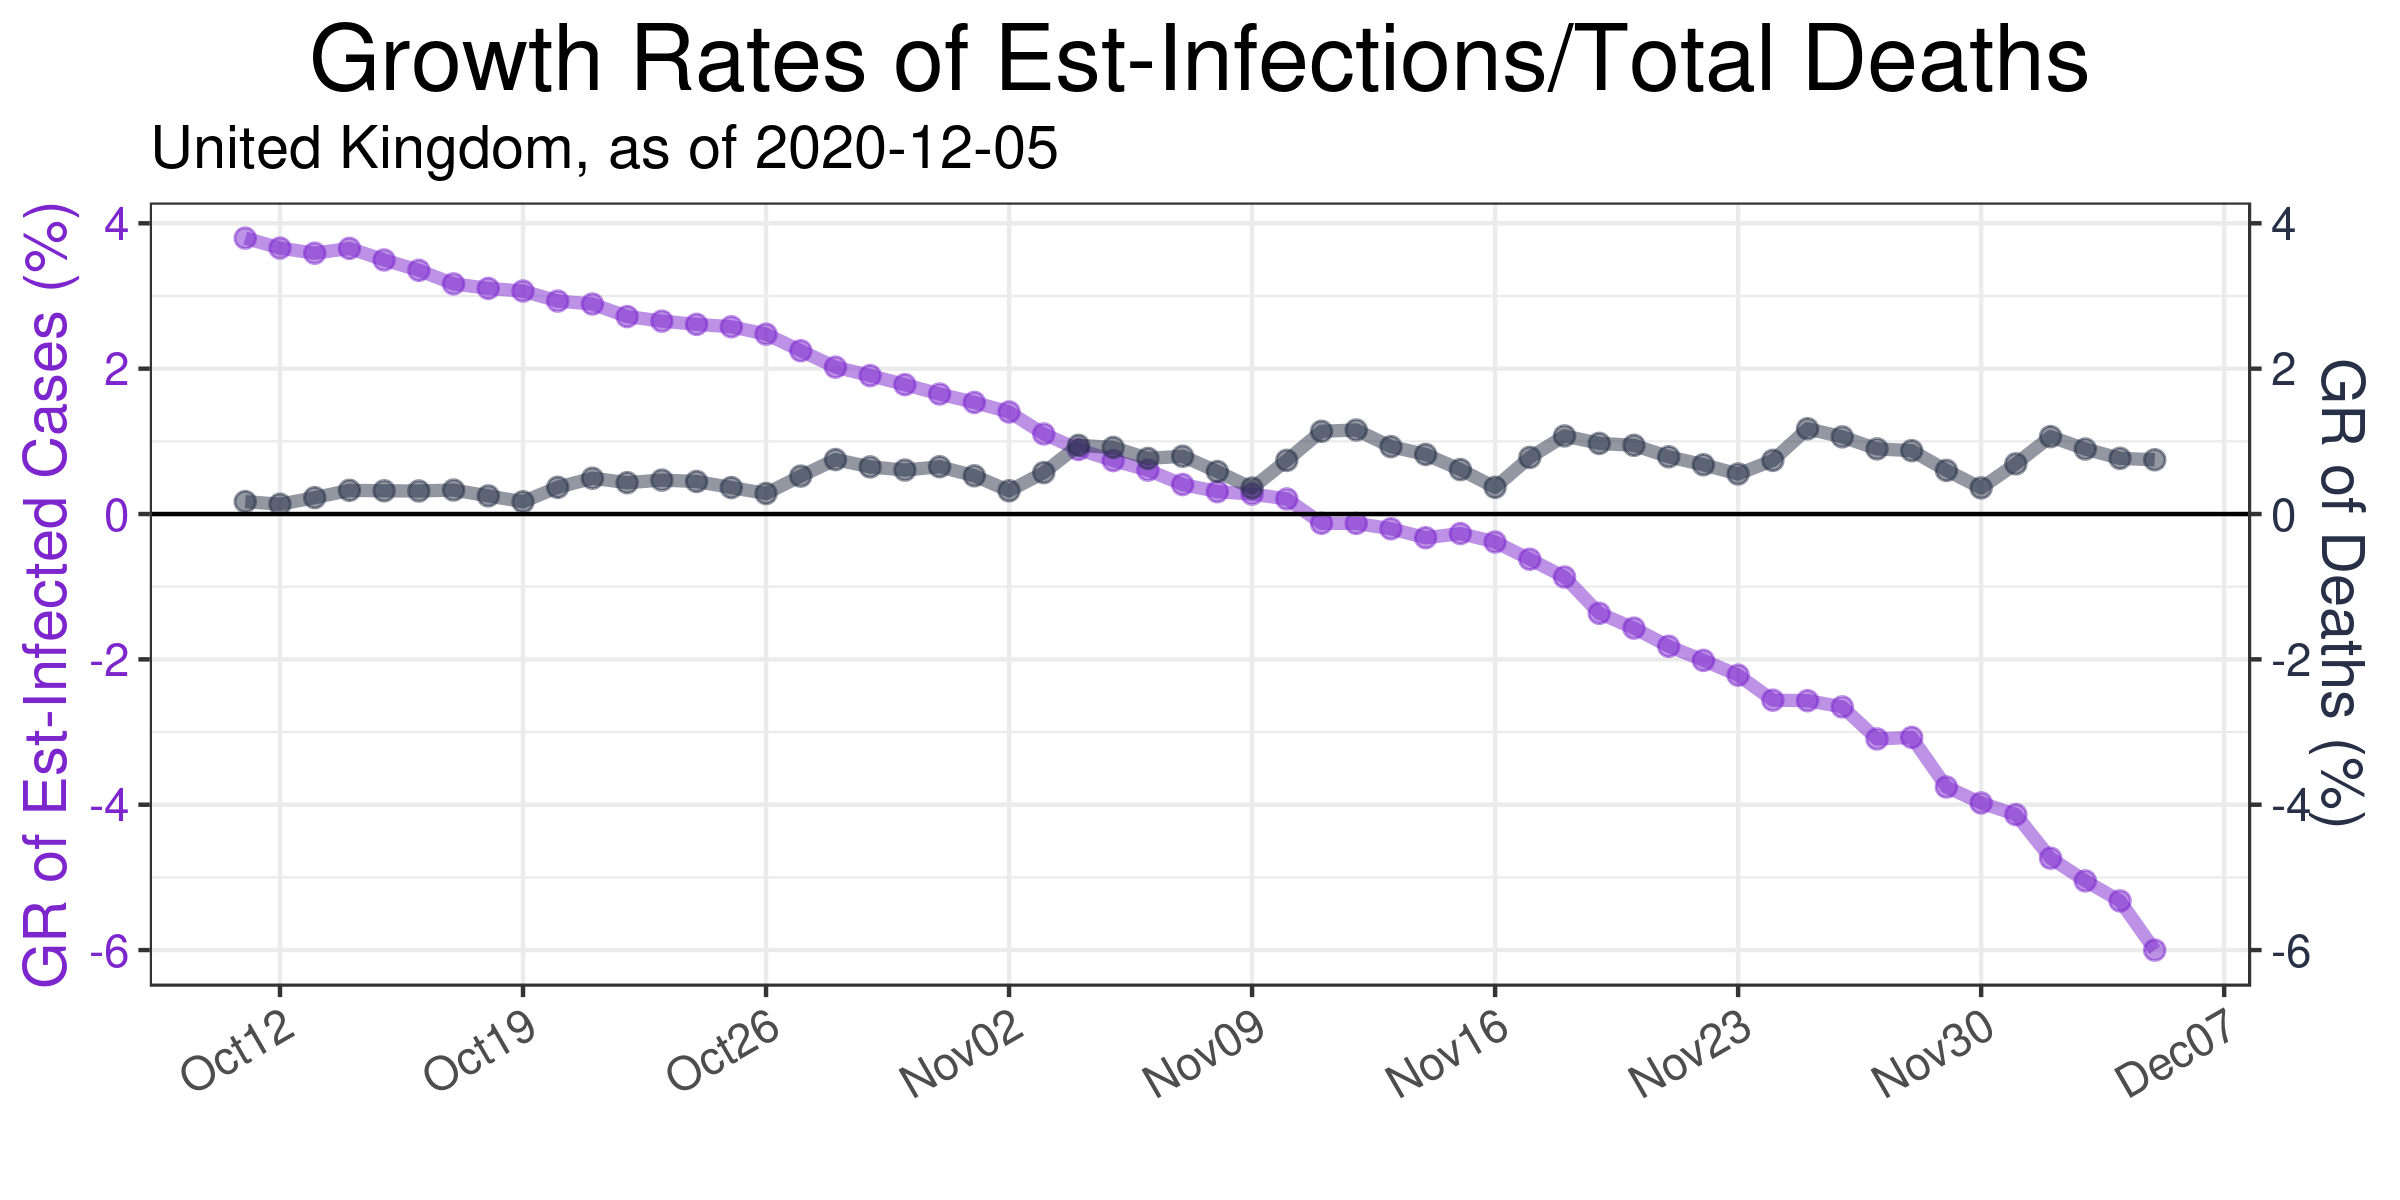 Growth Rates of Est-Infections/Total Deaths
United Kingdom, as of 2020-12-05
GR of Est-Infected Cases (%)
4
2
0
-2
-4
-6
4
2
0
-2
-4
-6
GR of Deaths (%)
Oct12
Oct19
Oct26
Nov02
Nov09
Nov16
Nov23
Nov30
Dec07